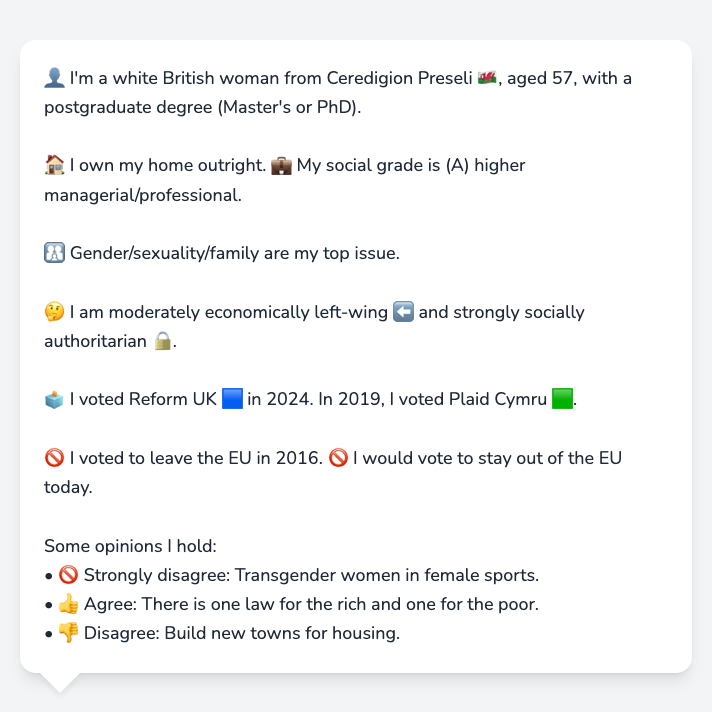 👤 I'm a white British woman from Ceredigion Preseli 🏴󠁧󠁢󠁷󠁬󠁳󠁿, aged 57, with a
postgraduate degree (Master's or PhD).
🏠 I own my home outright. 💼 My social grade is (A) higher
managerial/professional.
🚻 Gender/sexuality/family are my top issue.
🤔 I am moderately economically left-wing ⬅️ and strongly socially
authoritarian 🔒.
🗳️ I voted Reform UK 🟦 in 2024. In 2019, I voted Plaid Cymru 🟩.
🚫 I voted to leave the EU in 2016. 🚫 I would vote to stay out of the EU
today.
Some opinions I hold:
• 🚫 Strongly disagree: Transgender women in female sports.
• 👍 Agree: There is one law for the rich and one for the poor.
• 👎 Disagree: Build new towns for housing.